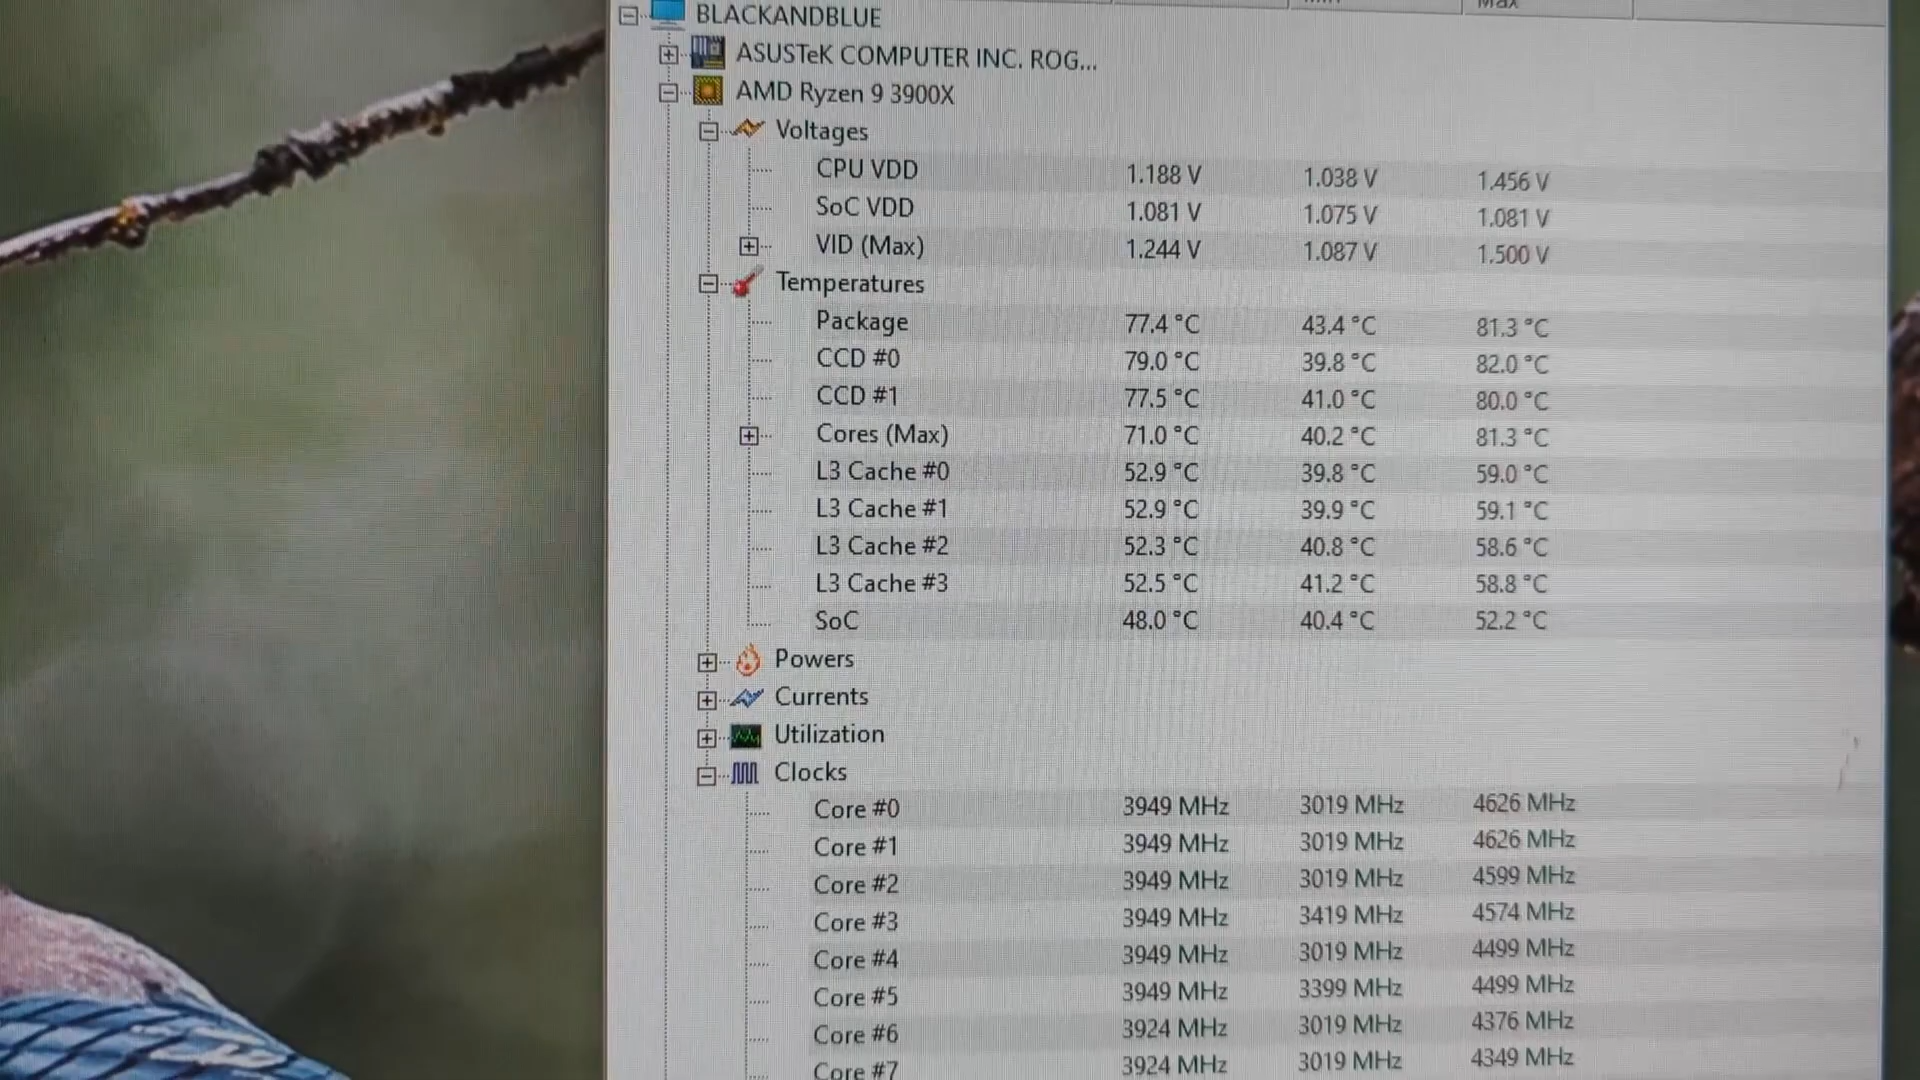 Max
BLACKANDBLUE
ASUSTeK COMPUTER INC. ROG...
AMD Ryzen 9 3900X
Voltages
CPU VDD 1.188 V 1.038 V 1.456 V
SoC VDD 1.081 V 1.075 V 1.081 V
VID (Max) 1.244 V 1.087 V 1.500 V
Temperatures
Package 77.4 °C 43.4 °C 81.3 °C
CCD #0 79.0 °C 39.8 °C 82.0 °C
CCD #1 77.5 °C 41.0 °C 80.0 °C
Cores (Max) 71.0 °C 40.2 °C 81.3 °C
L3 Cache #0 52.9 °C 39.8 °C 59.0 °C
L3 Cache #1 52.9 °C 39.9 °C 59.1 °C
L3 Cache #2 52.3 °C 40.8 °C 58.6 °C
L3 Cache #3 52.5 °C 41.2 °C 58.8 °C
SoC 48.0 °C 40.4 °C 52.2 °C
Powers
Currents
Utilization
Clocks
Core #0 3949 MHz 3019 MHz 4626 MHz
Core #1 3949 MHz 3019 MHz 4626 MHz
Core #2 3949 MHz 3019 MHz 4599 MHz
Core #3 3949 MHz 3419 MHz 4574 MHz
Core #4 3949 MHz 3019 MHz 4499 MHz
Core #5 3949 MHz 3399 MHz 4499 MHz
Core #6 3924 MHz 3019 MHz 4376 MHz
Core #7 3924 MHz 3019 MHz 4349 MHz